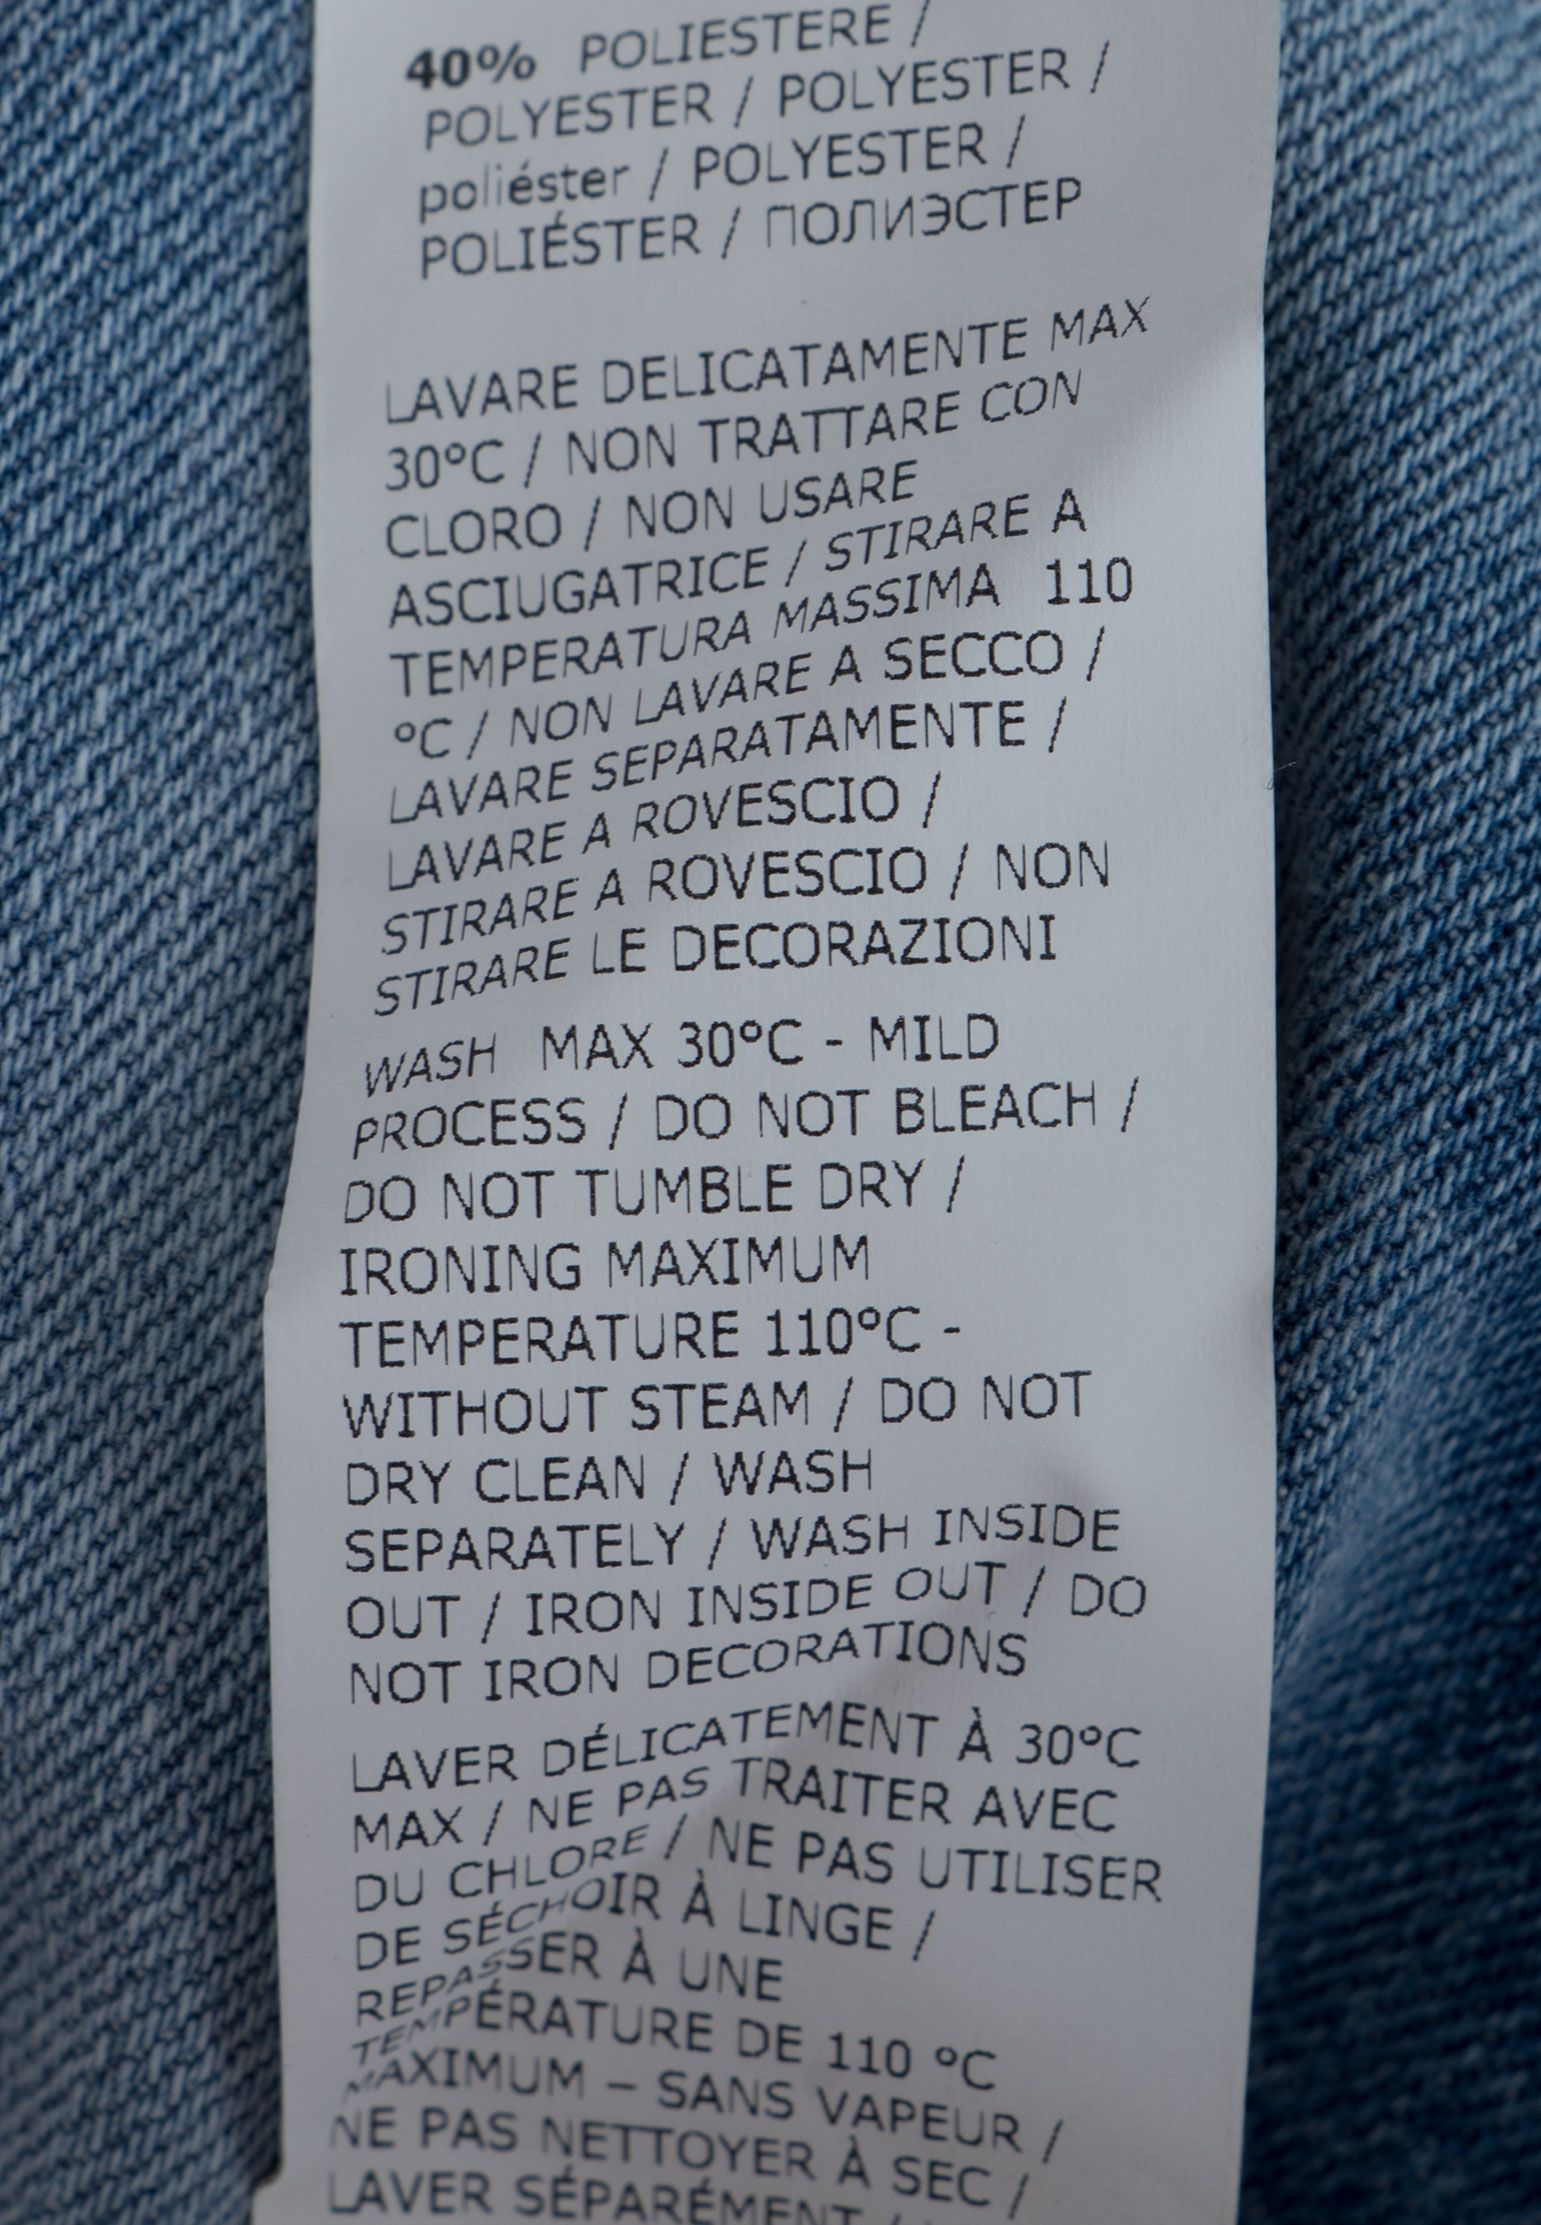 40% POLIESTERE /
POLYESTER / POLYESTER /
poliéster / POLYESTER /
POLIÉSTER / ПОЛИЭСТЕР
LAVARE DELICATAMENTE MAX
30°C / NON TRATTARE CON
CLORO / NON USARE
ASCIUGATRICE / STIRARE A
TEMPERATURA MASSIMA 110
°C / NON LAVARE A SECCO /
LAVARE SEPARATAMENTE /
LAVARE A ROVESCIO /
STIRARE A ROVESCIO / NON
STIRARE LE DECORAZIONI
WASH MAX 30°C - MILD
PROCESS / DO NOT BLEACH /
DO NOT TUMBLE DRY /
IRONING MAXIMUM
TEMPERATURE 110°C -
WITHOUT STEAM / DO NOT
DRY CLEAN / WASH
SEPARATELY / WASH INSIDE
OUT / IRON INSIDE OUT / DO
NOT IRON DECORATIONS
LAVER DÉLICATEMENT À 30°C
MAX / NE PAS TRAITER AVEC
DU CHLORE / NE PAS UTILISER
DE SÉCHOIR À LINGE /
REPASSER À UNE
TEMPÉRATURE DE 110 °C
MAXIMUM – SANS VAPEUR /
NE PAS NETTOYER À SEC /
LAVER SÉPARÉMENT /